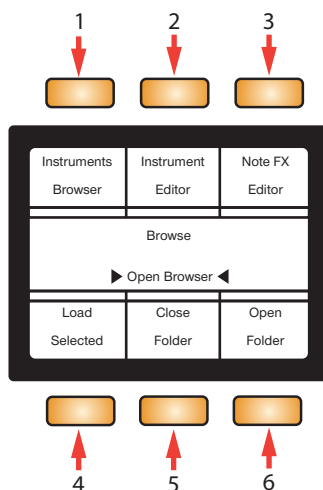 1 2 3
Instruments Instrument Note FX
Browser Editor Editor
Browse
▶ Open Browser ◀
Load Close Open
Selected Folder Folder
4 5 6